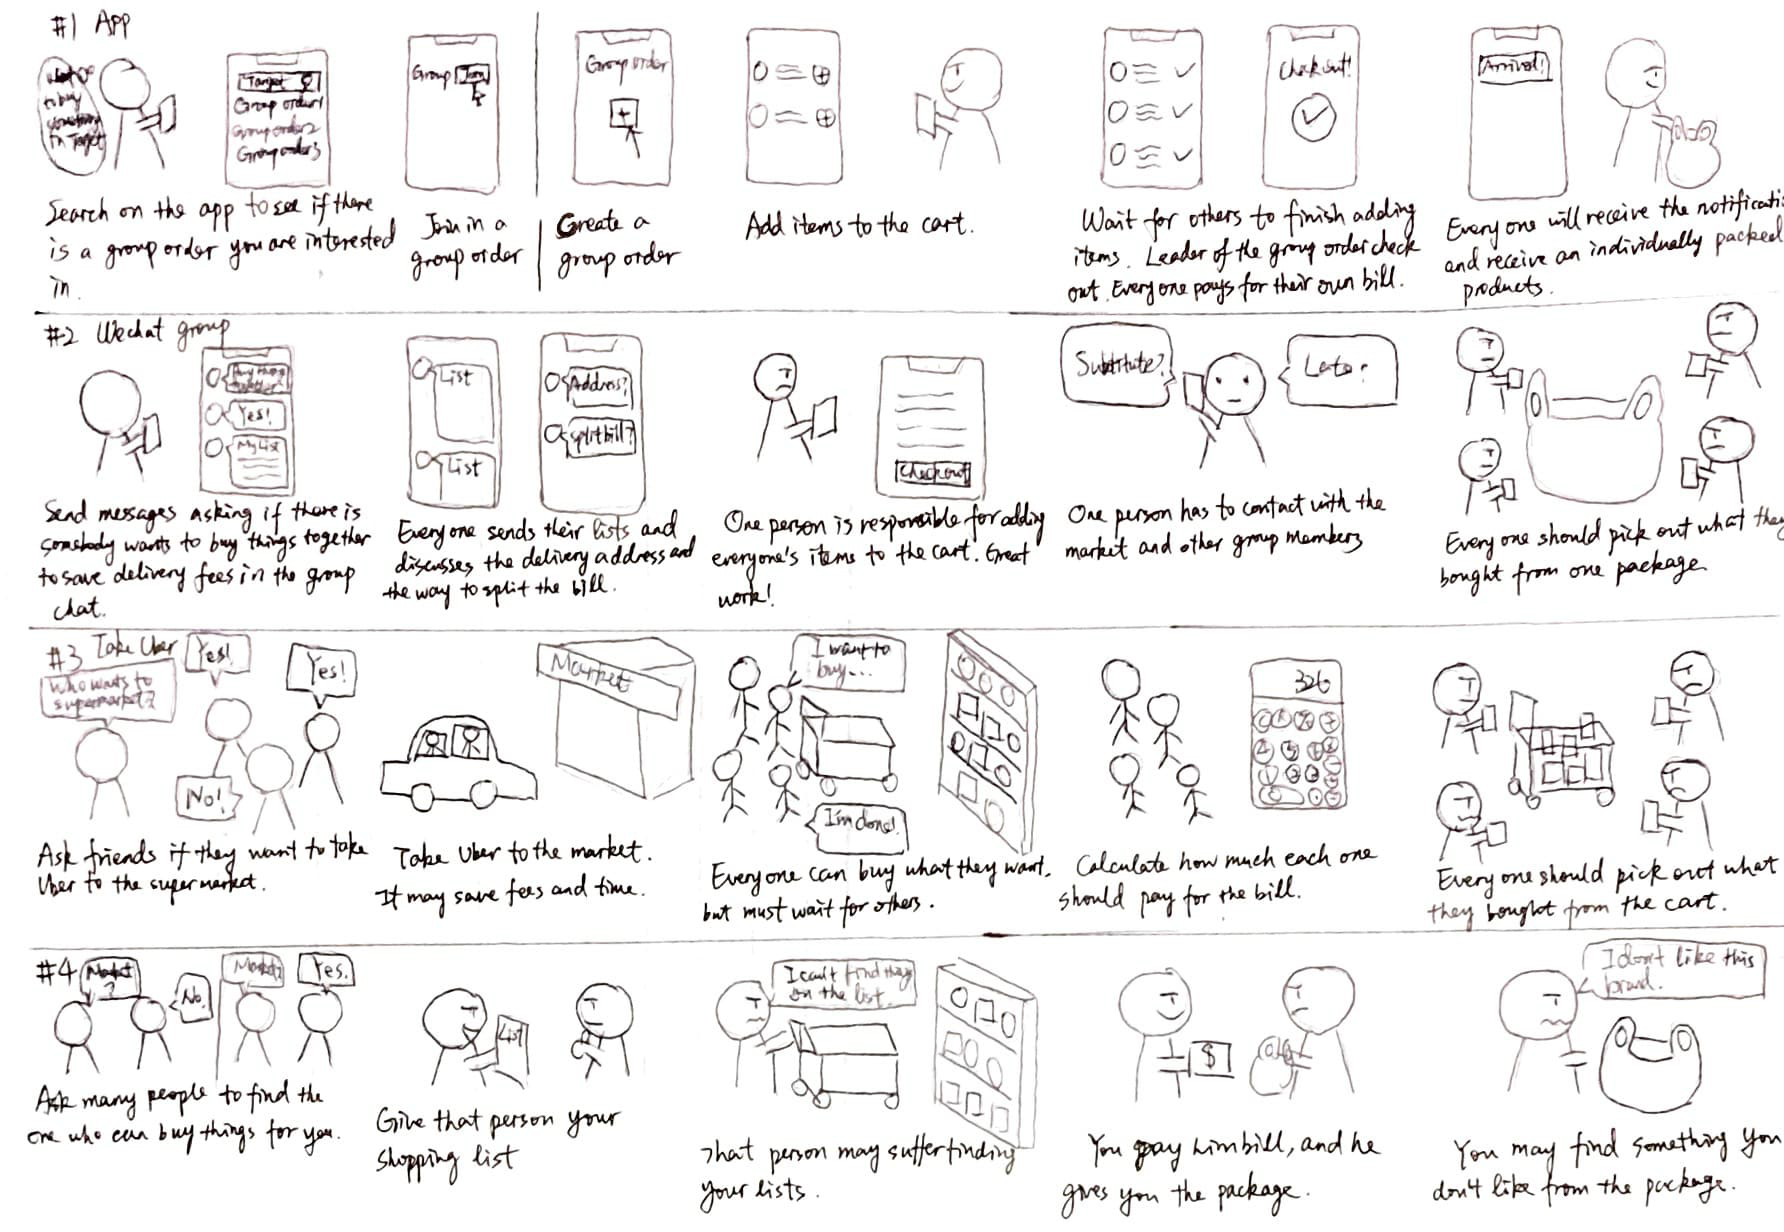 #1 App
Want
to buy
something
in Target
Target
Group order1
Group order2
Group order3
Search on the app to see if there
is a group order you are interested
in.
Group Join
Join in a
group order
Group order
+
Create a
group order
Add items to the cart.
Check out!
Wait for others to finish adding
items. Leader of the group order check
out. Everyone pays for their own bill.
Arrival!
Everyone will receive the notificati
and receive an individually packed
products.
#2 Wechat group
Yes!
My List
Send messages asking if there is
somebody wants to buy things together
to save delivery fees in the group
chat.
List
List
Address?
Split bill?
Everyone sends their lists and
discusses the delivery address and
the way to split the bill.
Checkout
One person is responsible for adding
everyone's items to the cart. Great
work!
Substitute?
Late?
One person has to contact with the
market and other group members
Everyone should pick out what they
bought from one package.
#3 Take Uber
Who wants to
supermarket?
Yes!
Yes!
No!
Ask friends if they want to take
Uber to the supermarket.
Market
Take Uber to the market.
It may save fees and time.
I want to
buy...
I'm done!
Everyone can buy what they want,
but must wait for others.
326
Calculate how much each one
should pay for the bill.
Everyone should pick out what
they bought from the cart.
#4
Market
?
No.
Market?
Yes.
Ask many people to find the
one who can buy things for you.
List
Give that person your
shopping list
I can't find things
on the list.
That person may suffer finding
your lists.
$
You pay him bill, and he
gives you the package.
I don't like this
brand.
You may find something you
don't like from the package.